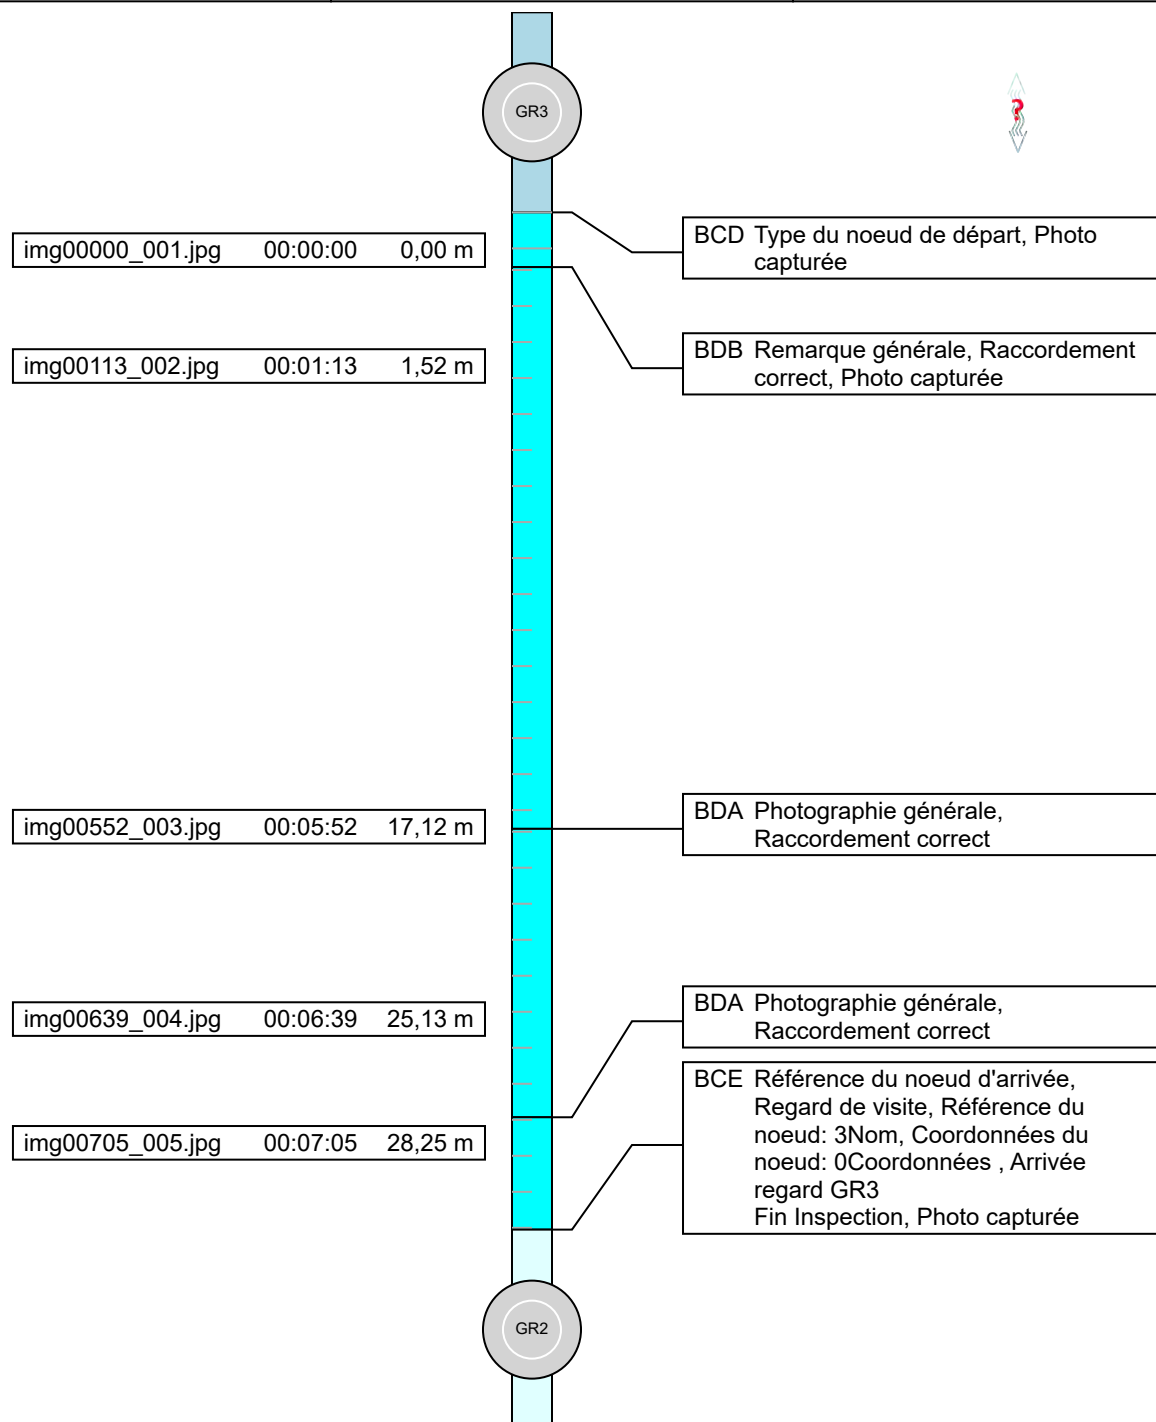 GR3
?
img00000_001.jpg 00:00:00 0,00 m
BCD Type du noeud de départ, Photo
capturée
img00113_002.jpg 00:01:13 1,52 m
BDB Remarque générale, Raccordement
correct, Photo capturée
img00552_003.jpg 00:05:52 17,12 m
BDA Photographie générale,
Raccordement correct
img00639_004.jpg 00:06:39 25,13 m
BDA Photographie générale,
Raccordement correct
img00705_005.jpg 00:07:05 28,25 m
BCE Référence du noeud d'arrivée,
Regard de visite, Référence du
noeud: 3Nom, Coordonnées du
noeud: 0Coordonnées , Arrivée
regard GR3
Fin Inspection, Photo capturée
GR2